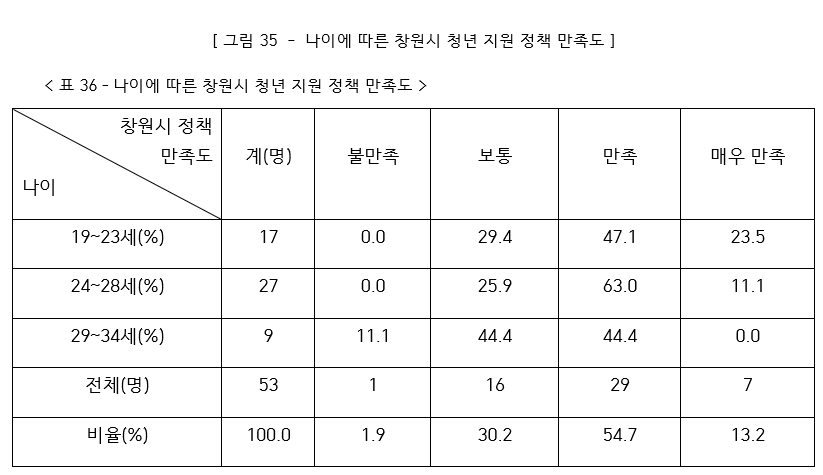 [ 그림 35 - 나이에 따른 창원시 청년 지원 정책 만족도 ]
< 표 36 - 나이에 따른 창원시 청년 지원 정책 만족도 >
창원시 정책
만족도
나이
계(명) 불만족 보통 만족 매우 만족
19~23세(%) 17 0.0 29.4 47.1 23.5
24~28세(%) 27 0.0 25.9 63.0 11.1
29~34세(%) 9 11.1 44.4 44.4 0.0
전체(명) 53 1 16 29 7
비율(%) 100.0 1.9 30.2 54.7 13.2